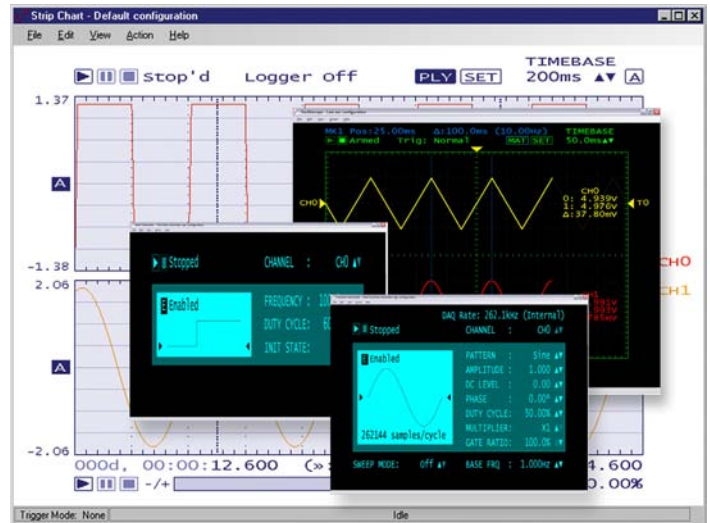 Strip Chart - Default configuration
File Edit View Action Help
Stop'd Logger Off PLY SET
TIMEBASE
200ms A
1.37
A
-1.38
2.06
A
-2.06
000d, 00:00:12.600
4.600
-/+
0.00%
Trigger Mode: None
Idle
CH0
CH1
MK1 Pos:25.00ms Δ:100.0ms (10.00Hz) TIMEBASE
Armed Trig: Normal MAT SET 50.0ms
CH0
CH0
0: 4.939V
1: 4.976V
Δ:37.80mV
T0
Stopped CHANNEL : CH0
E Enabled
FREQUENCY :
DUTY CYCLE:
INIT STATE:
DAQ Rate: 262.1kHz (Internal)
Stopped CHANNEL : CH0
E Enabled
PATTERN : Sine
AMPLITUDE : 1.000
DC LEVEL : 0.00
PHASE : 0.00°
DUTY CYCLE: 50.00%
MULTIPLIER: X1
GATE RATIO: 100.0%
262144 samples/cycle
SWEEP MODE: Off BASE FRQ : 1.000Hz